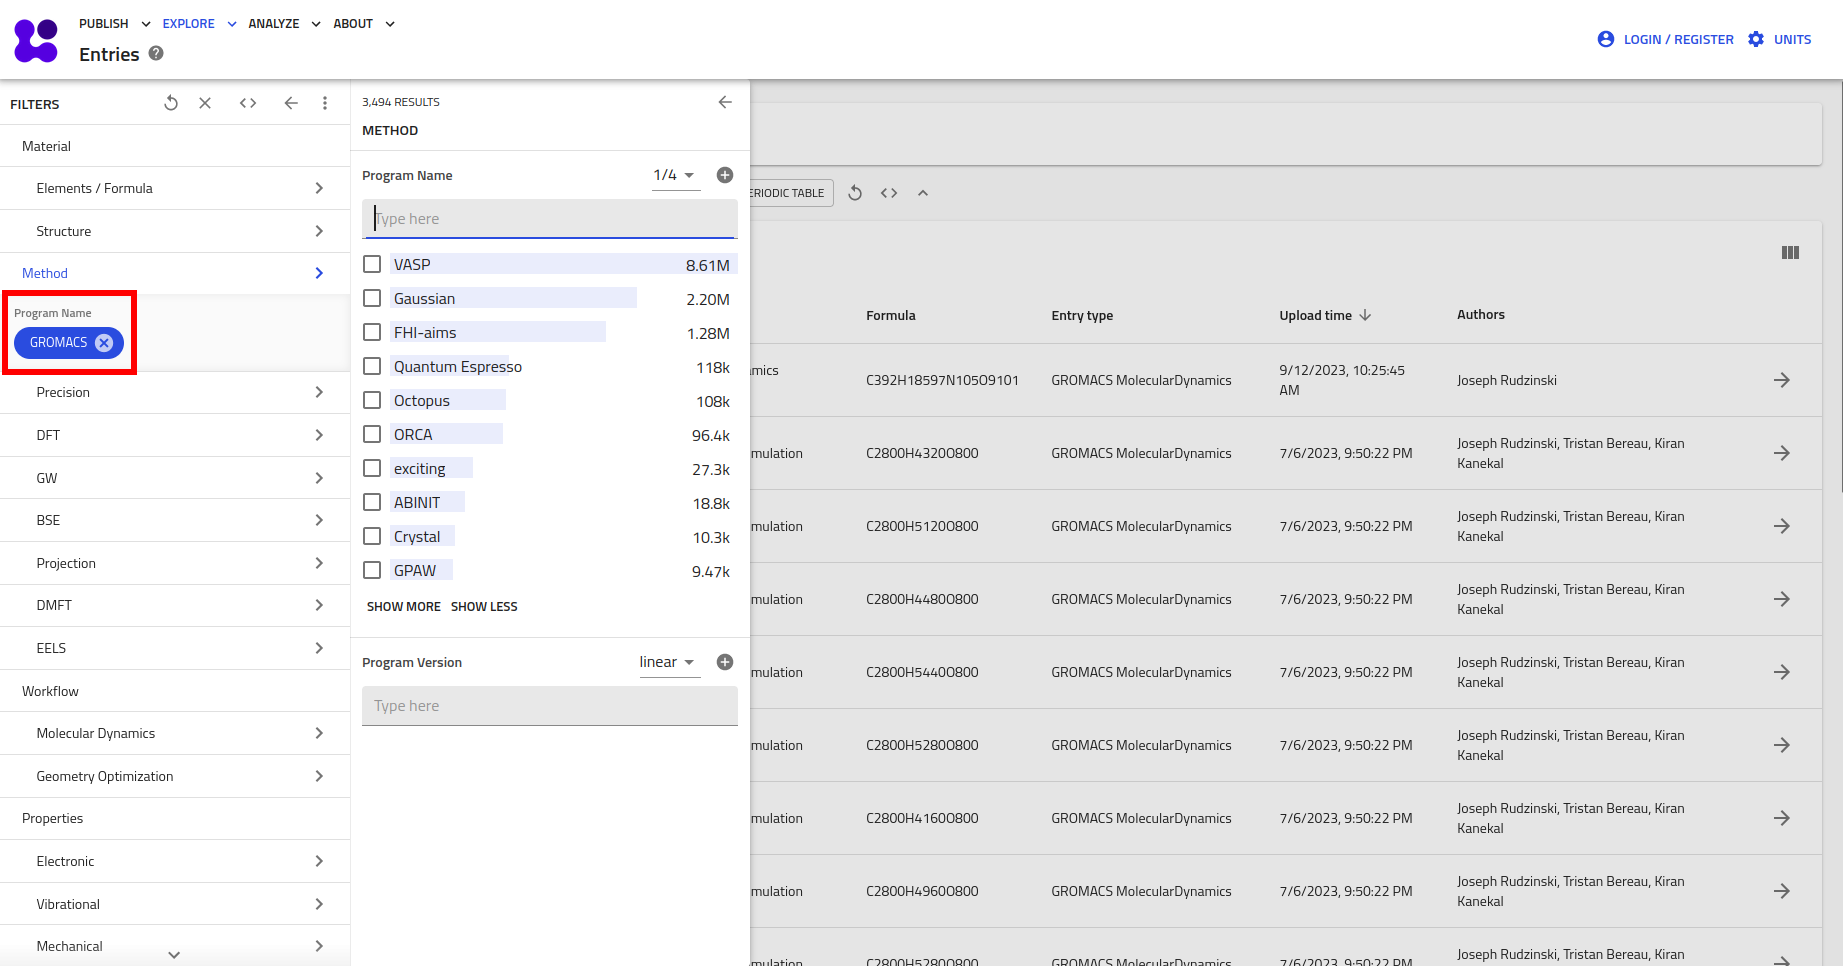 PUBLISH EXPLORE ANALYZE ABOUT
Entries ?
LOGIN / REGISTER UNITS
FILTERS
Material
Elements / Formula
Structure
Method
Program Name
GROMACS
Precision
DFT
GW
BSE
Projection
DMFT
EELS
Workflow
Molecular Dynamics
Geometry Optimization
Properties
Electronic
Vibrational
Mechanical
3,494 RESULTS
METHOD
Program Name 1/4
Type here
VASP 8.61M
Gaussian 2.20M
FHI-aims 1.28M
Quantum Espresso 118k
Octopus 108k
ORCA 96.4k
exciting 27.3k
ABINIT 18.8k
Crystal 10.3k
GPAW 9.47k
SHOW MORE SHOW LESS
Program Version linear
Type here
ERIODIC TABLE
Formula Entry type Upload time Authors
amics C392H18597N105O9101 GROMACS MolecularDynamics 9/12/2023, 10:25:45 Joseph Rudzinski
AM
mulation C2800H4320O800 GROMACS MolecularDynamics 7/6/2023, 9:50:22 PM Joseph Rudzinski, Tristan Bereau, Kiran
Kanekal
mulation C2800H5120O800 GROMACS MolecularDynamics 7/6/2023, 9:50:22 PM Joseph Rudzinski, Tristan Bereau, Kiran
Kanekal
mulation C2800H4480O800 GROMACS MolecularDynamics 7/6/2023, 9:50:22 PM Joseph Rudzinski, Tristan Bereau, Kiran
Kanekal
mulation C2800H5440O800 GROMACS MolecularDynamics 7/6/2023, 9:50:22 PM Joseph Rudzinski, Tristan Bereau, Kiran
Kanekal
mulation C2800H5280O800 GROMACS MolecularDynamics 7/6/2023, 9:50:22 PM Joseph Rudzinski, Tristan Bereau, Kiran
Kanekal
mulation C2800H4160O800 GROMACS MolecularDynamics 7/6/2023, 9:50:22 PM Joseph Rudzinski, Tristan Bereau, Kiran
Kanekal
mulation C2800H4960O800 GROMACS MolecularDynamics 7/6/2023, 9:50:22 PM Joseph Rudzinski, Tristan Bereau, Kiran
Kanekal
mulation C2800H5280O800 GROMACS MolecularDynamics 7/6/2023, 9:50:22 PM Joseph Rudzinski, Tristan Bereau, Kiran